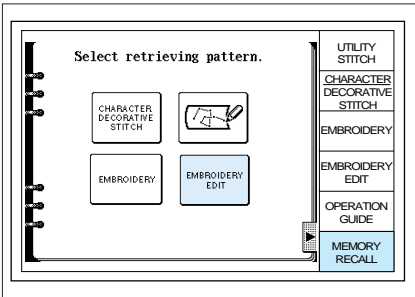 Select retrieving pattern.
CHARACTER
DECORATIVE
STITCH
EMBROIDERY
EMBROIDERY
EDIT
UTILITY
STITCH
CHARACTER
DECORATIVE
STITCH
EMBROIDERY
EMBROIDERY
EDIT
OPERATION
GUIDE
MEMORY
RECALL